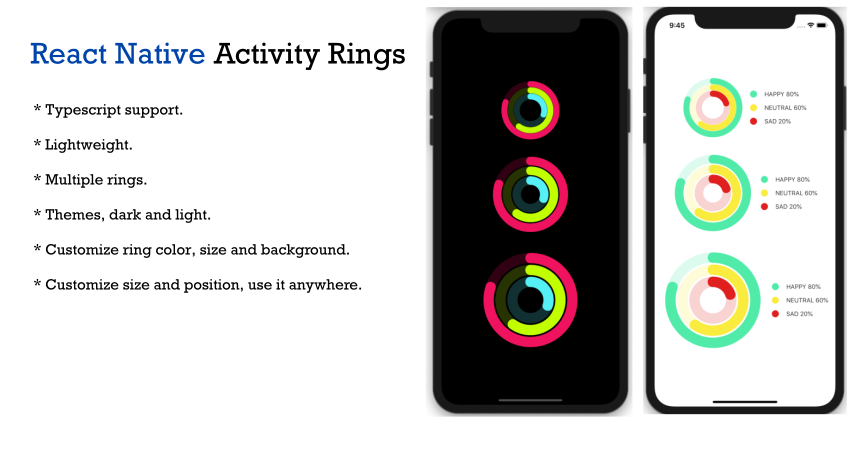 React Native Activity Rings
* Typescript support.
* Lightweight.
* Multiple rings.
* Themes, dark and light.
* Customize ring color, size and background.
* Customize size and position, use it anywhere.
9:45
HAPPY 80%
NEUTRAL 60%
SAD 20%
HAPPY 80%
NEUTRAL 60%
SAD 20%
HAPPY 80%
NEUTRAL 60%
SAD 20%